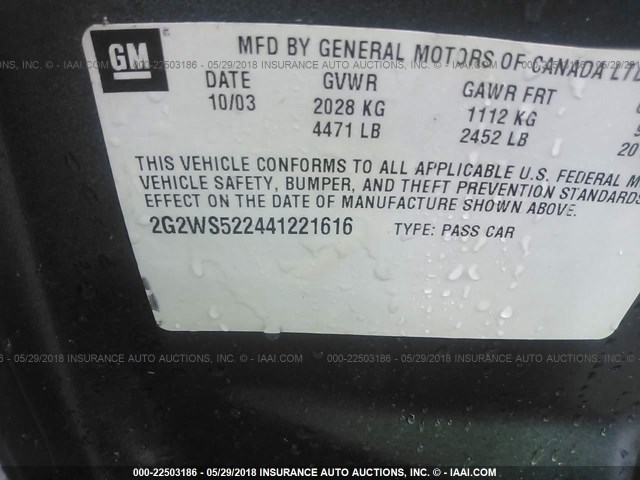 GM
MFD BY GENERAL MOTORS OF CANADA LTD
DATE GVWR GAWR FRT
10/03 2028 KG 1112 KG
4471 LB 2452 LB 20
THIS VEHICLE CONFORMS TO ALL APPLICABLE U.S. FEDERAL M
VEHICLE SAFETY, BUMPER, AND THEFT PREVENTION STANDARDS
EFFECT ON THE DATE OF MANUFACTURE SHOWN ABOVE.
2G2WS522441221616 TYPE: PASS CAR
000-22503186 - 05/29/2018 INSURANCE AUTO AUCTIONS, INC. © - IAAI.COM